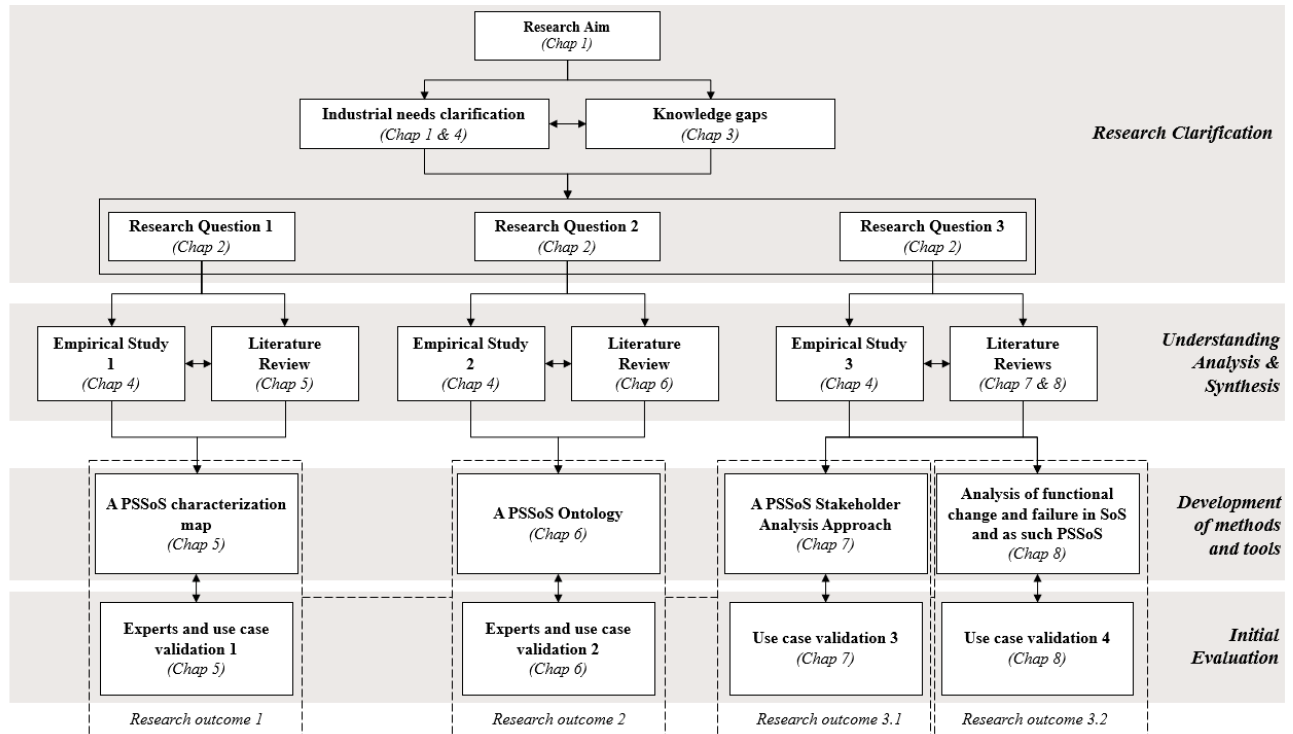 Research Aim
(Chap 1)
Industrial needs clarification
(Chap 1 & 4)
Knowledge gaps
(Chap 3)
Research Clarification
Research Question 1
(Chap 2)
Research Question 2
(Chap 2)
Research Question 3
(Chap 2)
Empirical Study
1
(Chap 4)
Literature
Review
(Chap 5)
Empirical Study
2
(Chap 4)
Literature
Review
(Chap 6)
Empirical Study
3
(Chap 4)
Literature
Reviews
(Chap 7 & 8)
Understanding
Analysis &
Synthesis
A PSSoS characterization
map
(Chap 5)
A PSSoS Ontology
(Chap 6)
A PSSoS Stakeholder
Analysis Approach
(Chap 7)
Analysis of functional
change and failure in SoS
and as such PSSoS
(Chap 8)
Development
of methods
and tools
Experts and use case
validation 1
(Chap 5)
Experts and use case
validation 2
(Chap 6)
Use case validation 3
(Chap 7)
Use case validation 4
(Chap 8)
Initial
Evaluation
Research outcome 1
Research outcome 2
Research outcome 3.1
Research outcome 3.2